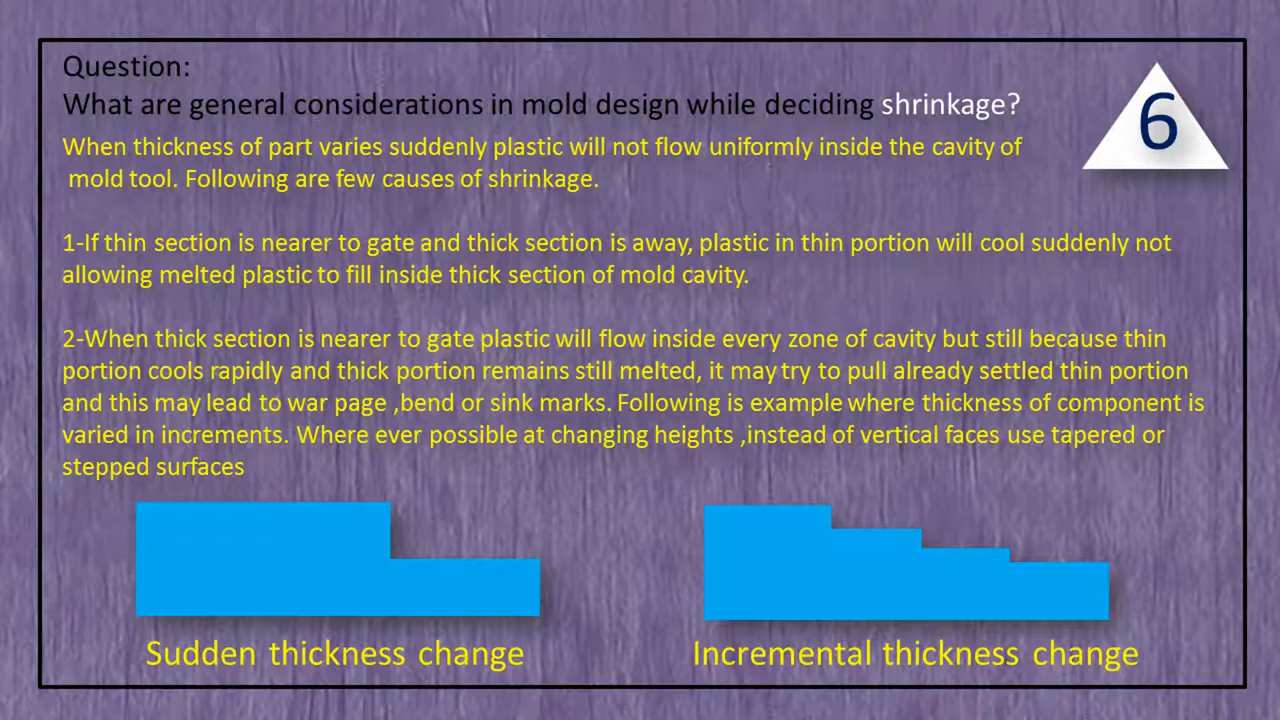 Question:
What are general considerations in mold design while deciding shrinkage?
6
When thickness of part varies suddenly plastic will not flow uniformly inside the cavity of
mold tool. Following are few causes of shrinkage.
1-If thin section is nearer to gate and thick section is away, plastic in thin portion will cool suddenly not
allowing melted plastic to fill inside thick section of mold cavity.
2-When thick section is nearer to gate plastic will flow inside every zone of cavity but still because thin
portion cools rapidly and thick portion remains still melted, it may try to pull already settled thin portion
and this may lead to war page ,bend or sink marks. Following is example where thickness of component is
varied in increments. Where ever possible at changing heights ,instead of vertical faces use tapered or
stepped surfaces
Sudden thickness change
Incremental thickness change